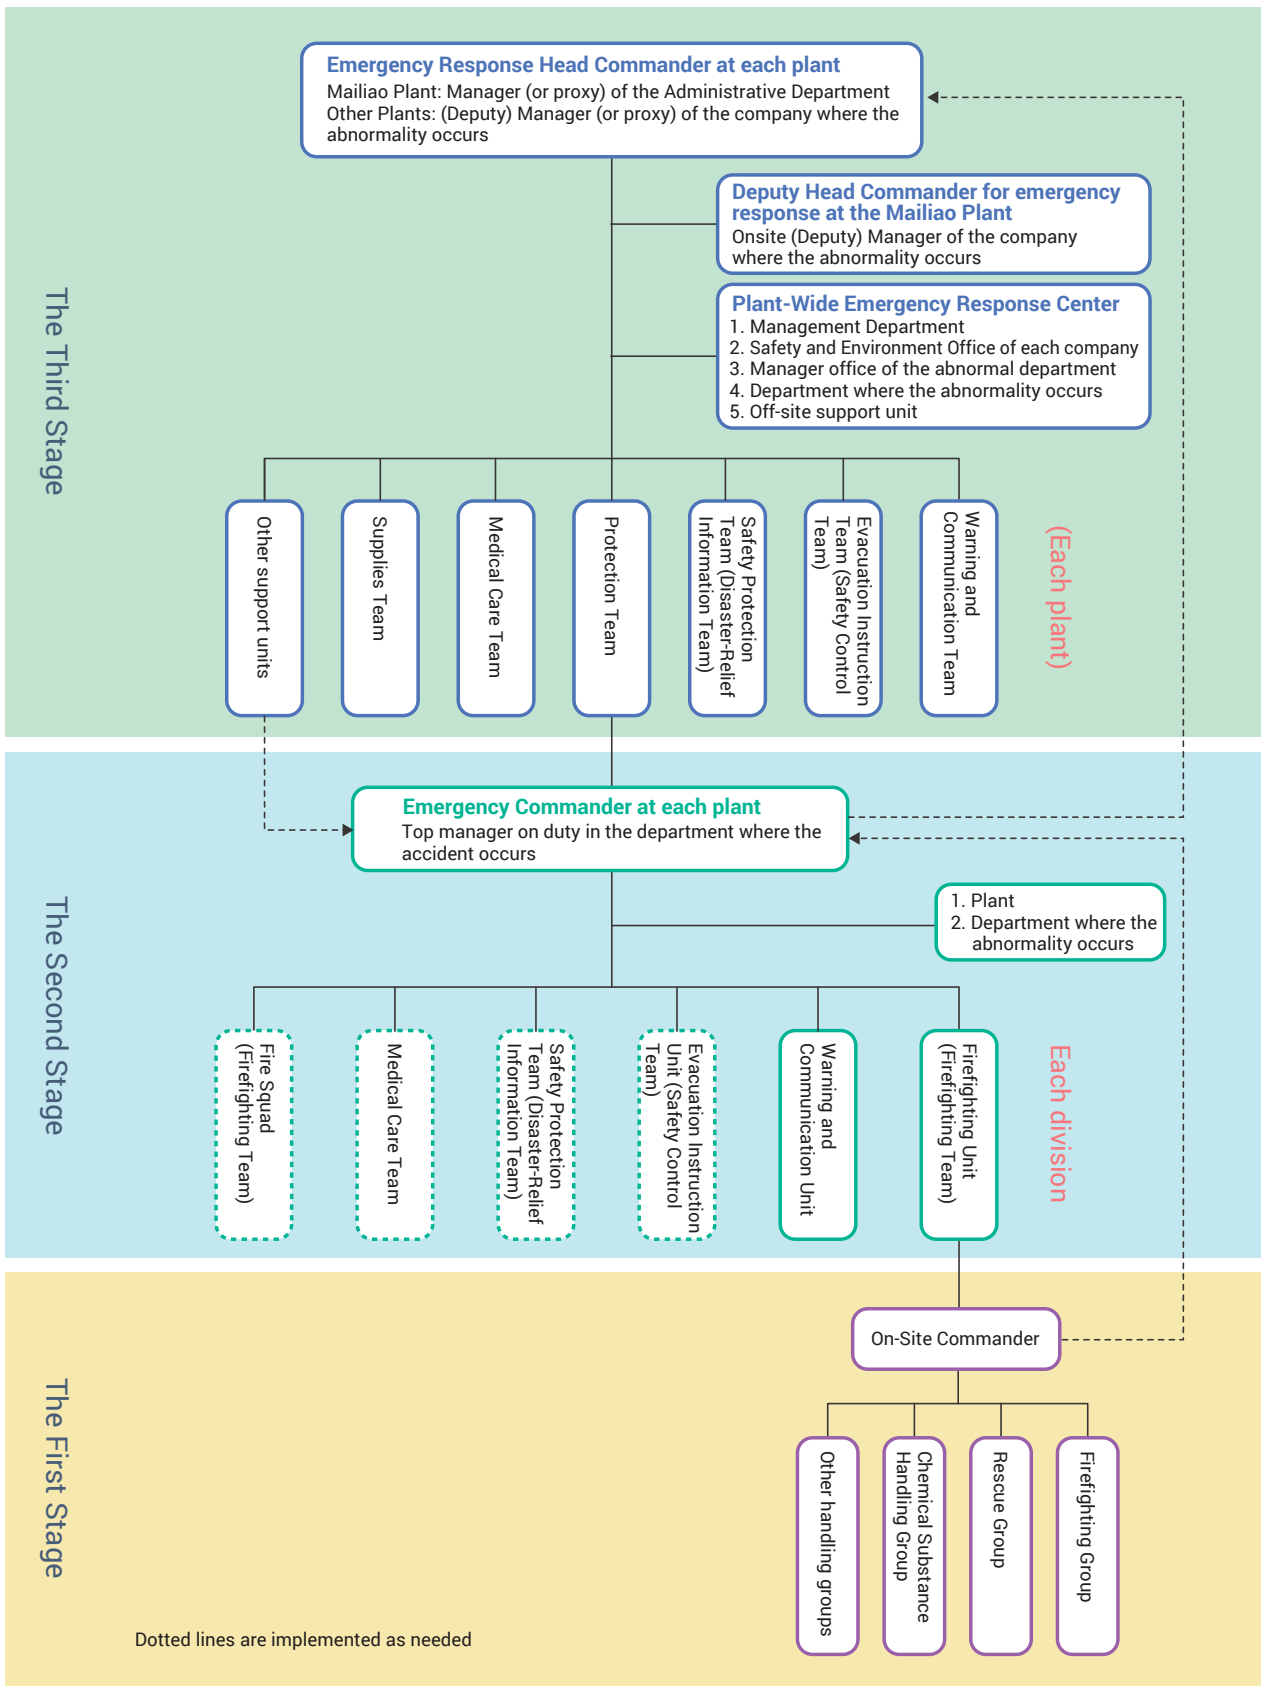 Emergency Response Head Commander at each plant
Mailiao Plant: Manager (or proxy) of the Administrative Department
Other Plants: (Deputy) Manager (or proxy) of the company where the
abnormality occurs
Deputy Head Commander for emergency
response at the Mailiao Plant
Onsite (Deputy) Manager of the company
where the abnormality occurs
Plant-Wide Emergency Response Center
1. Management Department
2. Safety and Environment Office of each company
3. Manager office of the abnormal department
4. Department where the abnormality occurs
5. Off-site support unit
The Third Stage
Other support units
Supplies Team
Medical Care Team
Protection Team
Safety Protection
Team (Disaster-Relief
Information Team)
Evacuation Instruction
Team (Safety Control
Team)
Warning and
Communication Team
(Each plant)
Emergency Commander at each plant
Top manager on duty in the department where the
accident occurs
1. Plant
2. Department where the
abnormality occurs
The Second Stage
Fire Squad
(Firefighting Team)
Medical Care Team
Safety Protection
Team (Disaster-Relief
Information Team)
Evacuation Instruction
Unit (Safety Control
Team)
Warning and
Communication Unit
Firefighting Unit
(Firefighting Team)
Each division
On-Site Commander
The First Stage
Other handling groups
Chemical Substance
Handling Group
Rescue Group
Firefighting Group
Dotted lines are implemented as needed